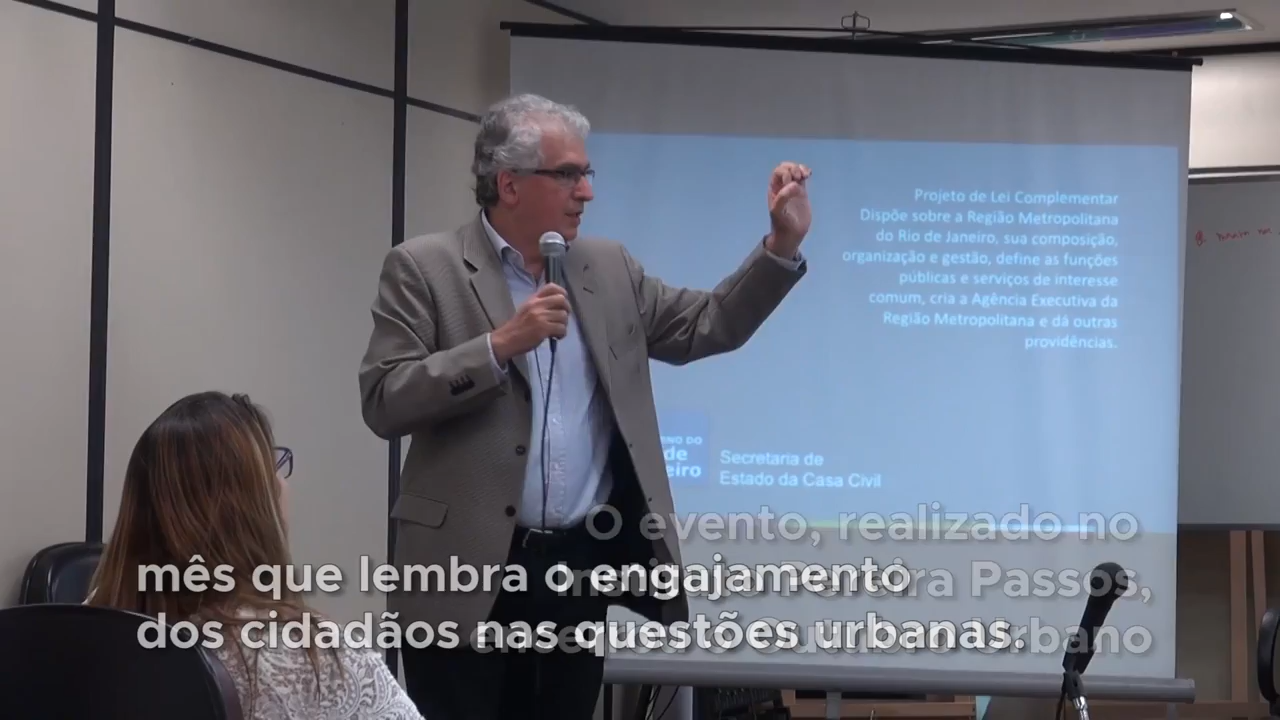 Projeto de Lei Complementar
Dispõe sobre a Região Metropolitana
do Rio de Janeiro, sua composição,
organização e gestão, define as funções
públicas e serviços de interesse
comum, cria a Agência Executiva da
Região Metropolitana e dá outras
providências.
de
Secretaria de
Estado da Casa Civil
O evento, realizado no
Passos,
mês que lembra o engajamento
dos cidadãos nas questões urbanas.